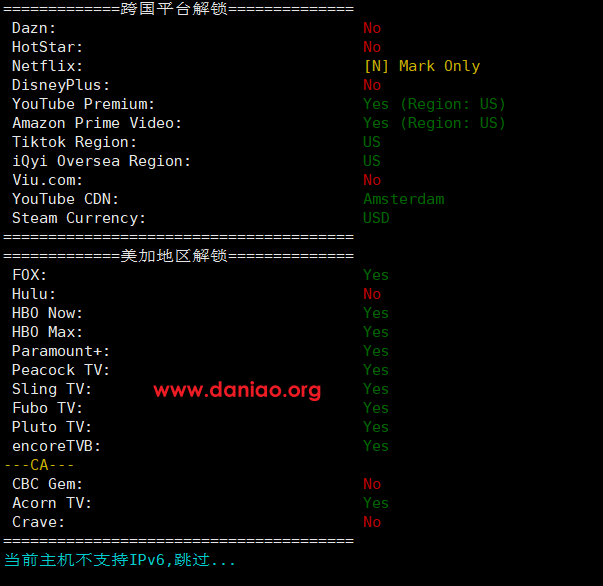 =============跨国平台解锁==============
Dazn: No
HotStar: No
Netflix: [N] Mark Only
DisneyPlus: No
YouTube Premium: Yes (Region: US)
Amazon Prime Video: Yes (Region: US)
Tiktok Region: US
iQyi Oversea Region: US
Viu.com: No
YouTube CDN: Amsterdam
Steam Currency: USD
=======================================
=============美加地区解锁==============
FOX: Yes
Hulu: No
HBO Now: Yes
HBO Max: Yes
Paramount+: Yes
Peacock TV: Yes
Sling TV: Yes
www.daniao.org
Fubo TV: Yes
Pluto TV: Yes
encoreTVB: Yes
---CA---
CBC Gem: No
Acorn TV: Yes
Crave: No
=======================================
当前主机不支持IPv6,跳过...